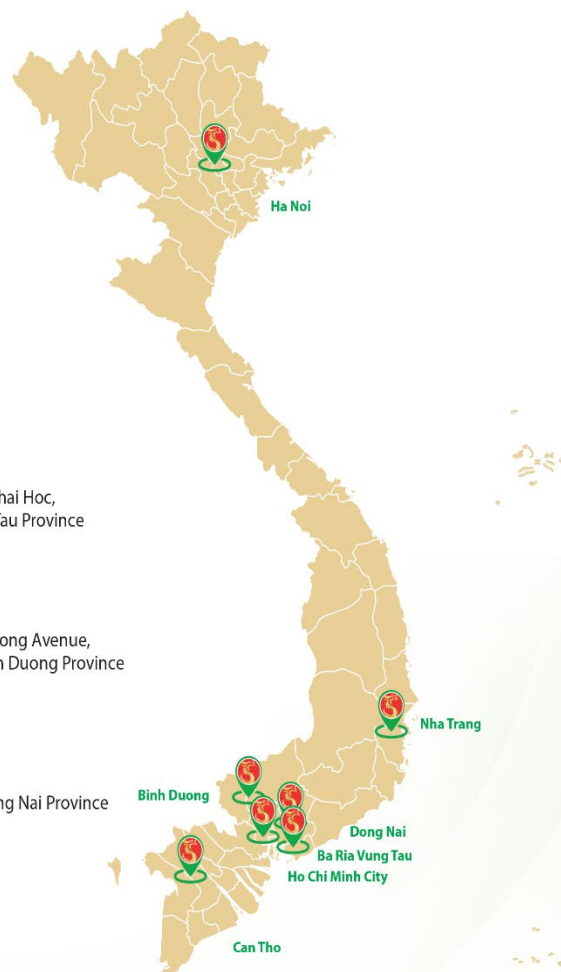 Ha Noi
hai Hoc,
Tau Province
ong Avenue,
h Duong Province
ng Nai Province
Nha Trang
Binh Duong
Dong Nai
Ba Ria Vung Tau
Ho Chi Minh City
Can Tho